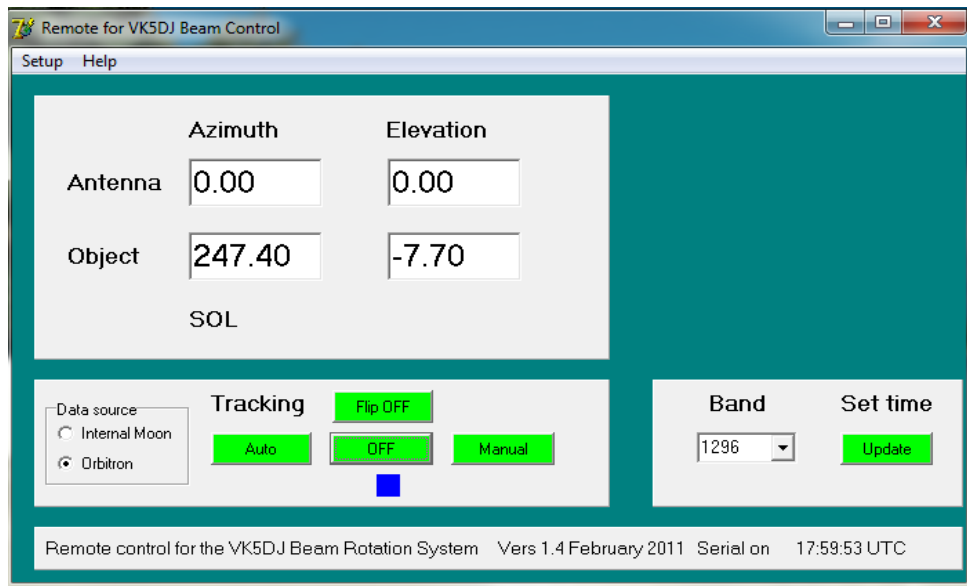 Remote for VK5DJ Beam Control
Setup Help
Azimuth Elevation
Antenna 0.00 0.00
Object 247.40 -7.70
SOL
Data source
Internal Moon
Orbitron
Tracking Flip OFF
Auto OFF Manual
Band Set time
1296 Update
Remote control for the VK5DJ Beam Rotation System Vers 1.4 February 2011 Serial on 17:59:53 UTC